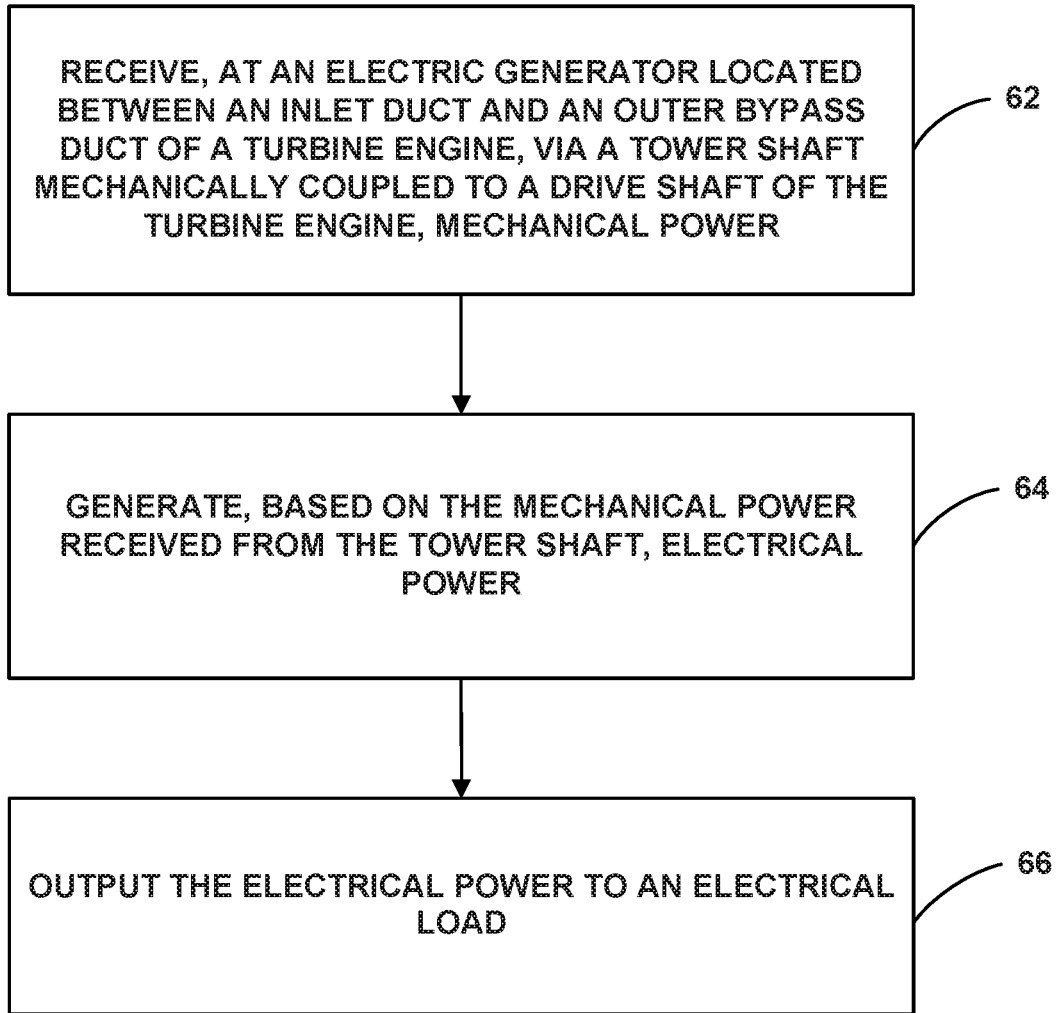 RECEIVE, AT AN ELECTRIC GENERATOR LOCATED
BETWEEN AN INLET DUCT AND AN OUTER BYPASS
DUCT OF A TURBINE ENGINE, VIA A TOWER SHAFT
MECHANICALLY COUPLED TO A DRIVE SHAFT OF THE
TURBINE ENGINE, MECHANICAL POWER
62
GENERATE, BASED ON THE MECHANICAL POWER
RECEIVED FROM THE TOWER SHAFT, ELECTRICAL
POWER
64
OUTPUT THE ELECTRICAL POWER TO AN ELECTRICAL
LOAD
66